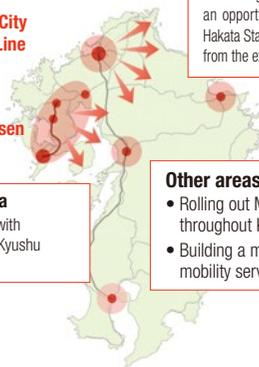 City
Line
sen
an opport
Hakata Sta
from the e
a
with
Kyushu
Other areas
• Rolling out M
throughout
• Building a m
mobility serv